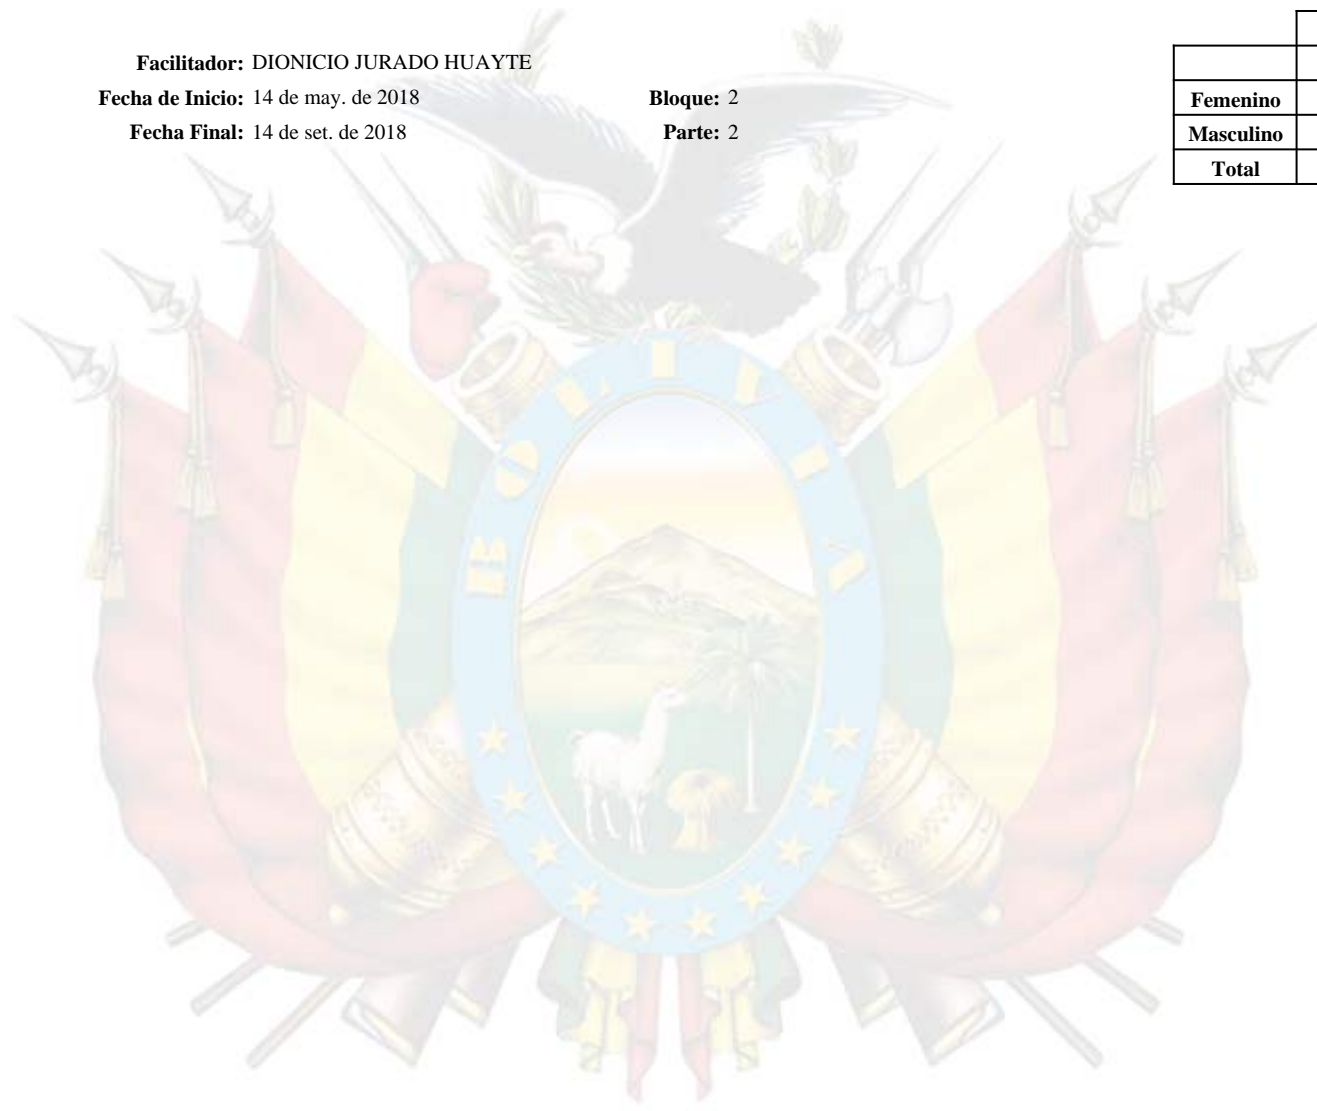 Facilitador: DIONICIO JURADO HUAYTE
Fecha de Inicio: 14 de may. de 2018 Bloque: 2
Fecha Final: 14 de set. de 2018 Parte: 2
Femenino
Masculino
Total
BOLIVIA